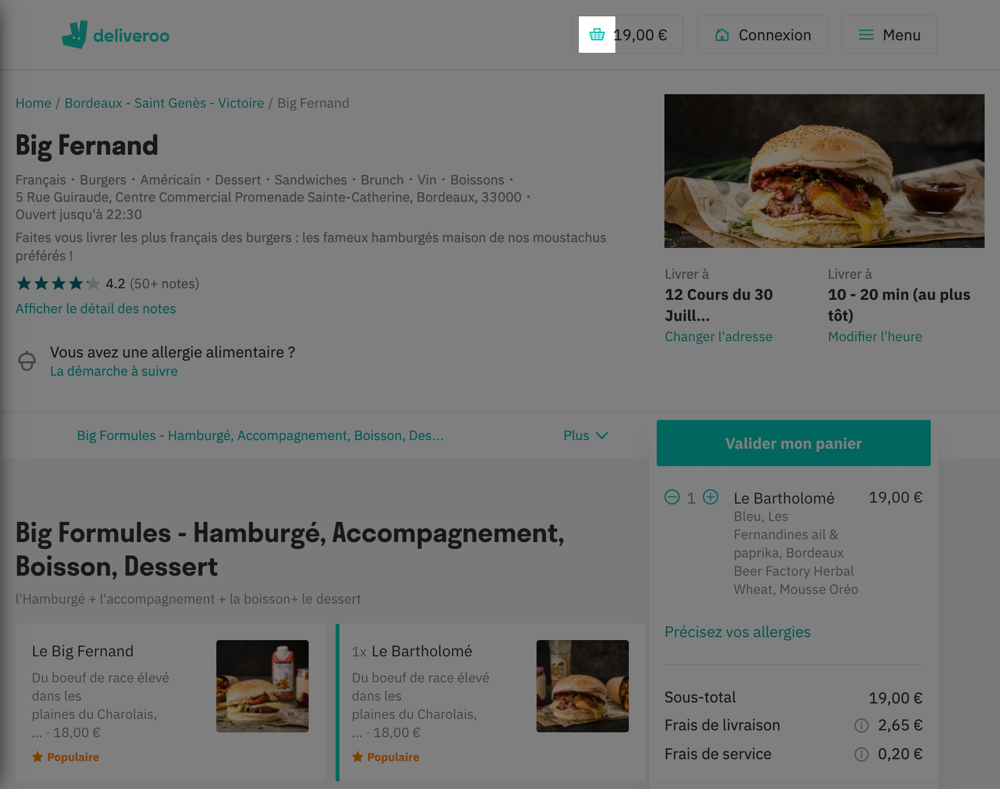 deliveroo
19,00 €
Connexion
Menu
Home / Bordeaux - Saint Genès - Victoire / Big Fernand
Big Fernand
Français · Burgers · Américain · Dessert · Sandwiches · Brunch · Vin · Boissons ·
5 Rue Guiraude, Centre Commercial Promenade Sainte-Catherine, Bordeaux, 33000 ·
Ouvert jusqu'à 22:30
Faites vous livrer les plus français des burgers : les fameux hamburgés maison de nos moustachus
préférés !
4.2 (50+ notes)
Afficher le détail des notes
Vous avez une allergie alimentaire ?
La démarche à suivre
Livrer à
12 Cours du 30
Juill...
Changer l'adresse
Livrer à
10 - 20 min (au plus
tôt)
Modifier l'heure
Big Formules - Hamburgé, Accompagnement, Boisson, Des...
Plus
Big Formules - Hamburgé, Accompagnement,
Boisson, Dessert
l'Hamburgé + l'accompagnement + la boisson+ le dessert
Le Big Fernand
Du boeuf de race élevé
dans les
plaines du Charolais,
... · 18,00 €
Populaire
1x Le Bartholomé
Du boeuf de race élevé
dans les
plaines du Charolais,
... · 18,00 €
Populaire
Valider mon panier
1
Le Bartholomé
19,00 €
Bleu, Les
Fernandines ail &
paprika, Bordeaux
Beer Factory Herbal
Wheat, Mousse Oréo
Précisez vos allergies
Sous-total
19,00 €
Frais de livraison
2,65 €
Frais de service
0,20 €